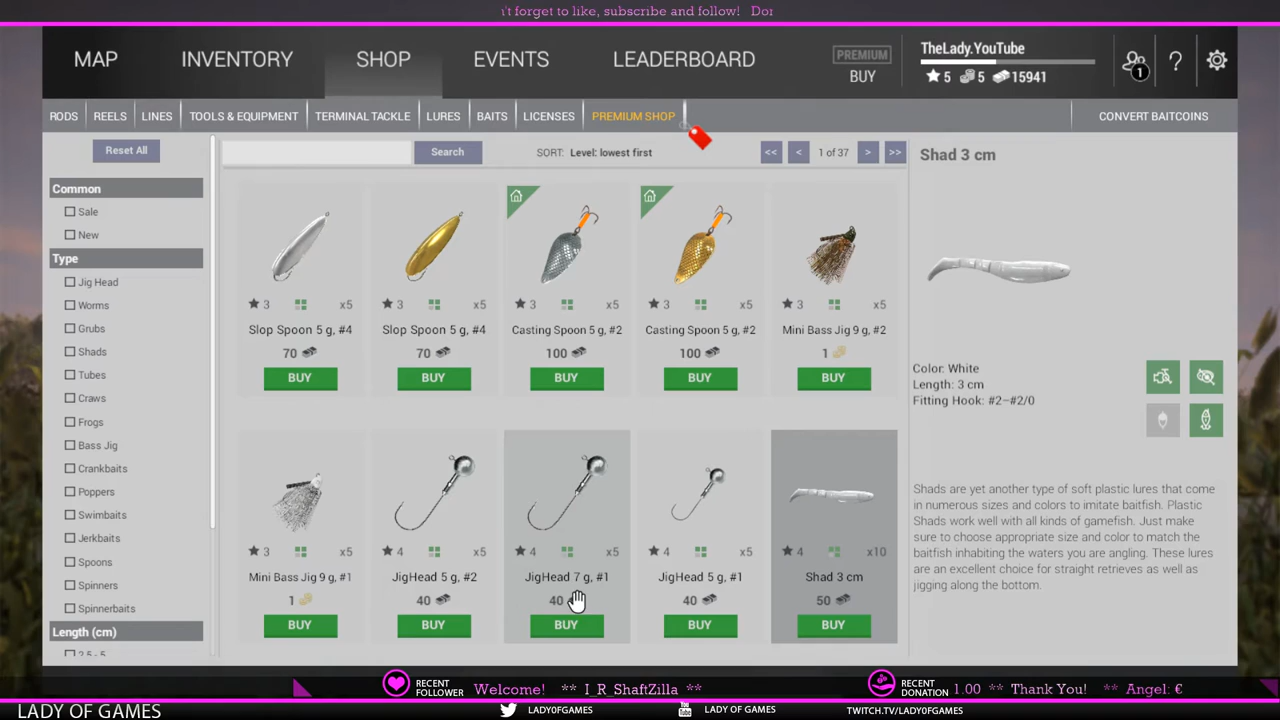 't forget to like, subscribe and follow! Dor
MAP INVENTORY SHOP EVENTS LEADERBOARD
PREMIUM
BUY
TheLady.YouTube
5 5 15941
1
?
RODS REELS LINES TOOLS & EQUIPMENT TERMINAL TACKLE LURES BAITS LICENSES PREMIUM SHOP CONVERT BAITCOINS
Reset All
Search
SORT: Level: lowest first
<< < 1 of 37 > >>
Common
Sale
New
Type
Jig Head
Worms
Grubs
Shads
Tubes
Craws
Frogs
Bass Jig
Crankbaits
Poppers
Swimbaits
Jerkbaits
Spoons
Spinners
Spinnerbaits
Length (cm)
2.5 - 5
3 x5 3 x5 3 x5 3 x5 3 x5
Slop Spoon 5 g, #4 Slop Spoon 5 g, #4 Casting Spoon 5 g, #2 Casting Spoon 5 g, #2 Mini Bass Jig 9 g, #2
70 70 100 100 1
BUY BUY BUY BUY BUY
3 x5 4 x5 4 x5 4 x5 4 x10
Mini Bass Jig 9 g, #1 JigHead 5 g, #2 JigHead 7 g, #1 JigHead 5 g, #1 Shad 3 cm
1 40 40 40 50
BUY BUY BUY BUY BUY
Shad 3 cm
Color: White
Length: 3 cm
Fitting Hook: #2–#2/0
Shads are yet another type of soft plastic lures that come
in numerous sizes and colors to imitate baitfish. Plastic
Shads work well with all kinds of gamefish. Just make
sure to choose appropriate size and color to match the
baitfish inhabiting the waters you are angling. These lures
are an excellent choice for straight retrieves as well as
jigging along the bottom.
RECENT
FOLLOWER
Welcome! ** I_R_ShaftZilla **
RECENT
DONATION
1.00 ** Thank You! ** Angel: €
LADY OF GAMES
LADY0FGAMES
LADY OF GAMES
TWITCH.TV/LADY0FGAMES